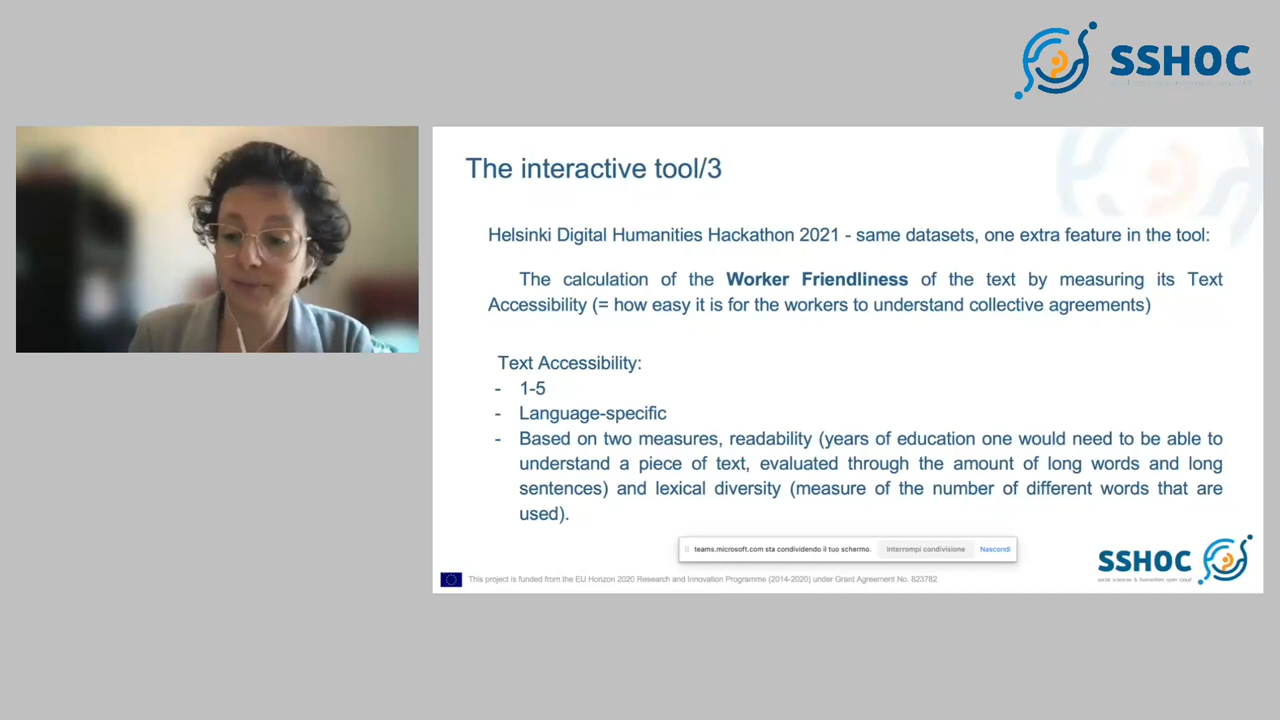 SSHOC
The interactive tool/3
Helsinki Digital Humanities Hackathon 2021 - same datasets, one extra feature in the tool:
The calculation of the Worker Friendliness of the text by measuring its Text
Accessibility (= how easy it is for the workers to understand collective agreements)
Text Accessibility:
- 1-5
- Language-specific
- Based on two measures, readability (years of education one would need to be able to
understand a piece of text, evaluated through the amount of long words and long
sentences) and lexical diversity (measure of the number of different words that are
used).
teams.microsoft.com sta condividendo il tuo schermo. Interrompi condivisione Nascondi
SSHOC
social sciences & humanities open cloud
This project is funded from the EU Horizon 2020 Research and Innovation Programme (2014-2020) under Grant Agreement No. 823782